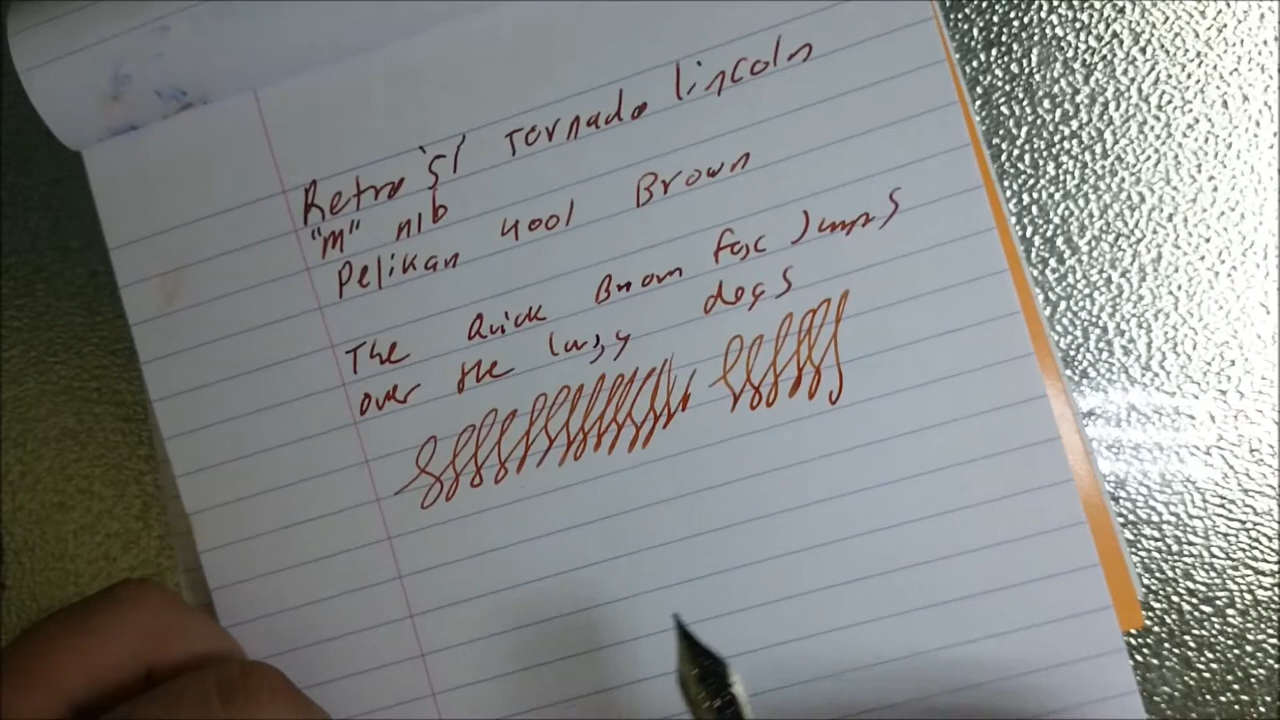 Retro '51 Tornado Lincoln
"M" nib
Pelikan 4001 Brown
The Quick Brown fox Jumps
over the lazy dogs